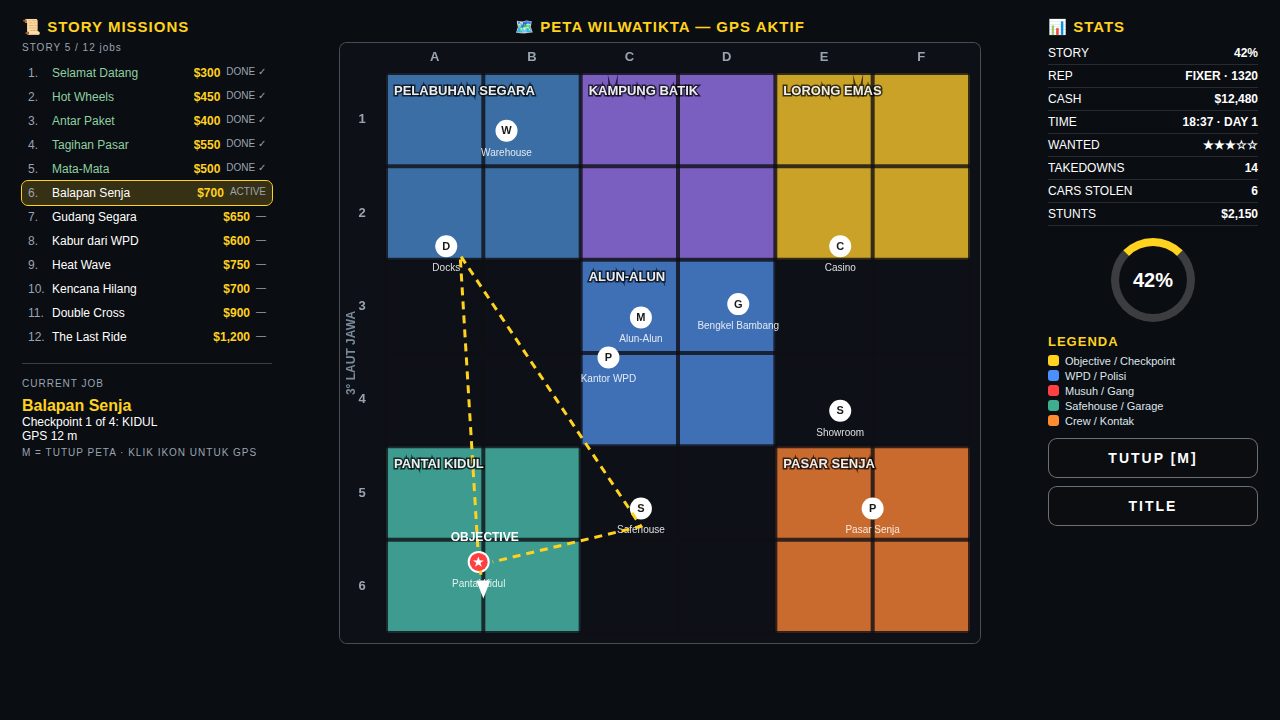 📜 STORY MISSIONS
STORY 5 / 12 jobs
1. Selamat Datang $300 DONE ✓
2. Hot Wheels $450 DONE ✓
3. Antar Paket $400 DONE ✓
4. Tagihan Pasar $550 DONE ✓
5. Mata-Mata $500 DONE ✓
6. Balapan Senja $700 ACTIVE
7. Gudang Segara $650 —
8. Kabur dari WPD $600 —
9. Heat Wave $750 —
10. Kencana Hilang $700 —
11. Double Cross $900 —
12. The Last Ride $1,200 —
CURRENT JOB
Balapan Senja
Checkpoint 1 of 4: KIDUL
GPS 12 m
M = TUTUP PETA · KLIK IKON UNTUK GPS
🗺️ PETA WILWATIKTA — GPS AKTIF
A B C D E F
1
2
3
4
5
6
3° LAUT JAWA
PELABUHAN SEGARA
KAMPUNG BATIK
LORONG EMAS
W
Warehouse
D
Docks
C
Casino
ALUN-ALUN
G
Bengkel Bambang
M
Alun-Alun
P
Kantor WPD
S
Showroom
PANTAI KIDUL
PASAR SENJA
S
Safehouse
P
Pasar Senja
OBJECTIVE
★
Pantai Kidul
📊 STATS
STORY 42%
REP FIXER · 1320
CASH $12,480
TIME 18:37 · DAY 1
WANTED ★★★☆☆
TAKEDOWNS 14
CARS STOLEN 6
STUNTS $2,150
42%
LEGENDA
Objective / Checkpoint
WPD / Polisi
Musuh / Gang
Safehouse / Garage
Crew / Kontak
TUTUP [M]
TITLE